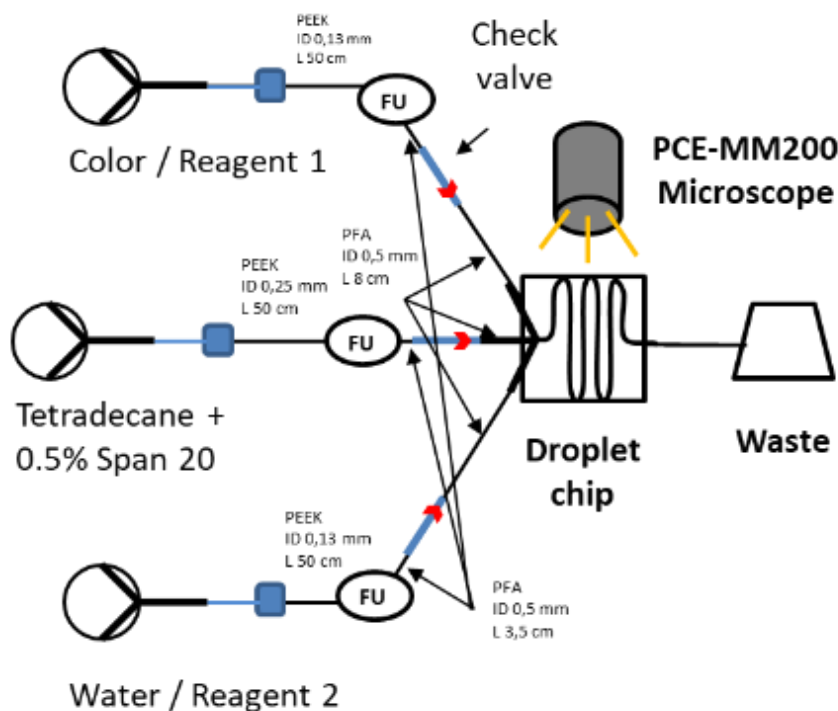 PEEK
ID 0,13 mm
L 50 cm
Check
valve
FU
Color / Reagent 1
PCE-MM200
Microscope
PFA
ID 0,5 mm
L 8 cm
PEEK
ID 0,25 mm
L 50 cm
FU
Tetradecane +
0.5% Span 20
Droplet
chip
Waste
PEEK
ID 0,13 mm
L 50 cm
FU
PFA
ID 0,5 mm
L 3,5 cm
Water / Reagent 2